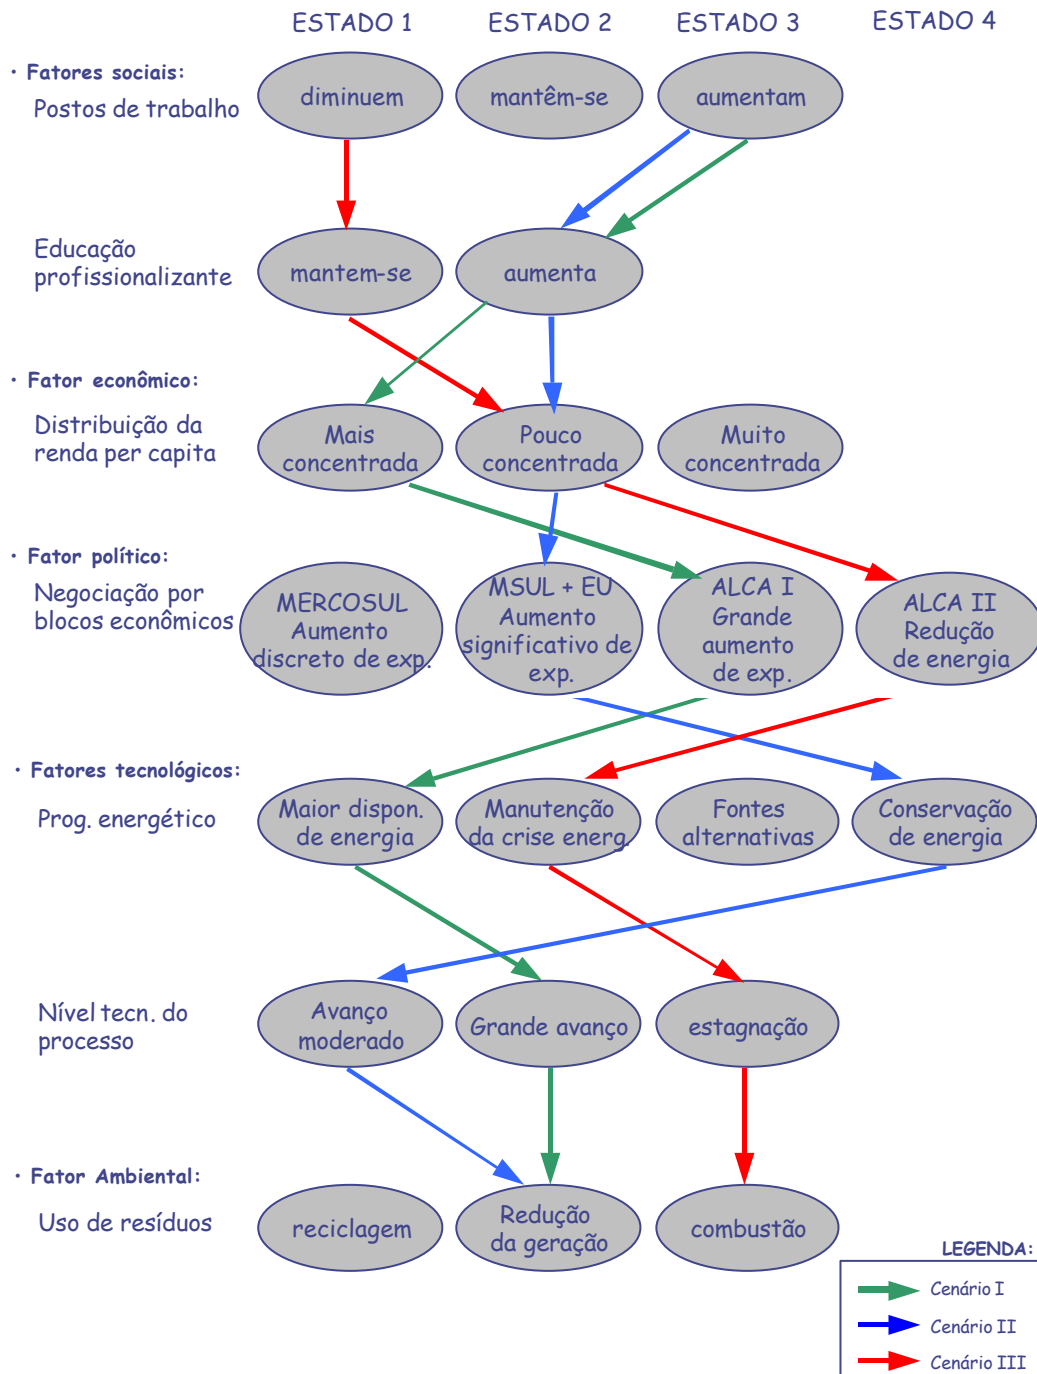 ESTADO 1 ESTADO 2 ESTADO 3 ESTADO 4
· Fatores sociais:
Postos de trabalho
diminuem
mantêm-se
aumentam
Educação
profissionalizante
mantem-se
aumenta
· Fator econômico:
Distribuição da
renda per capita
Mais
concentrada
Pouco
concentrada
Muito
concentrada
· Fator político:
Negociação por
blocos econômicos
MERCOSUL
Aumento
discreto de exp.
MSUL + EU
Aumento
significativo de
exp.
ALCA I
Grande
aumento
de exp.
ALCA II
Redução
de energia
· Fatores tecnológicos:
Prog. energético
Maior dispon.
de energia
Manutenção
da crise energ.
Fontes
alternativas
Conservação
de energia
Nível tecn. do
processo
Avanço
moderado
Grande avanço
estagnação
· Fator Ambiental:
Uso de resíduos
reciclagem
Redução
da geração
combustão
LEGENDA:
Cenário I
Cenário II
Cenário III